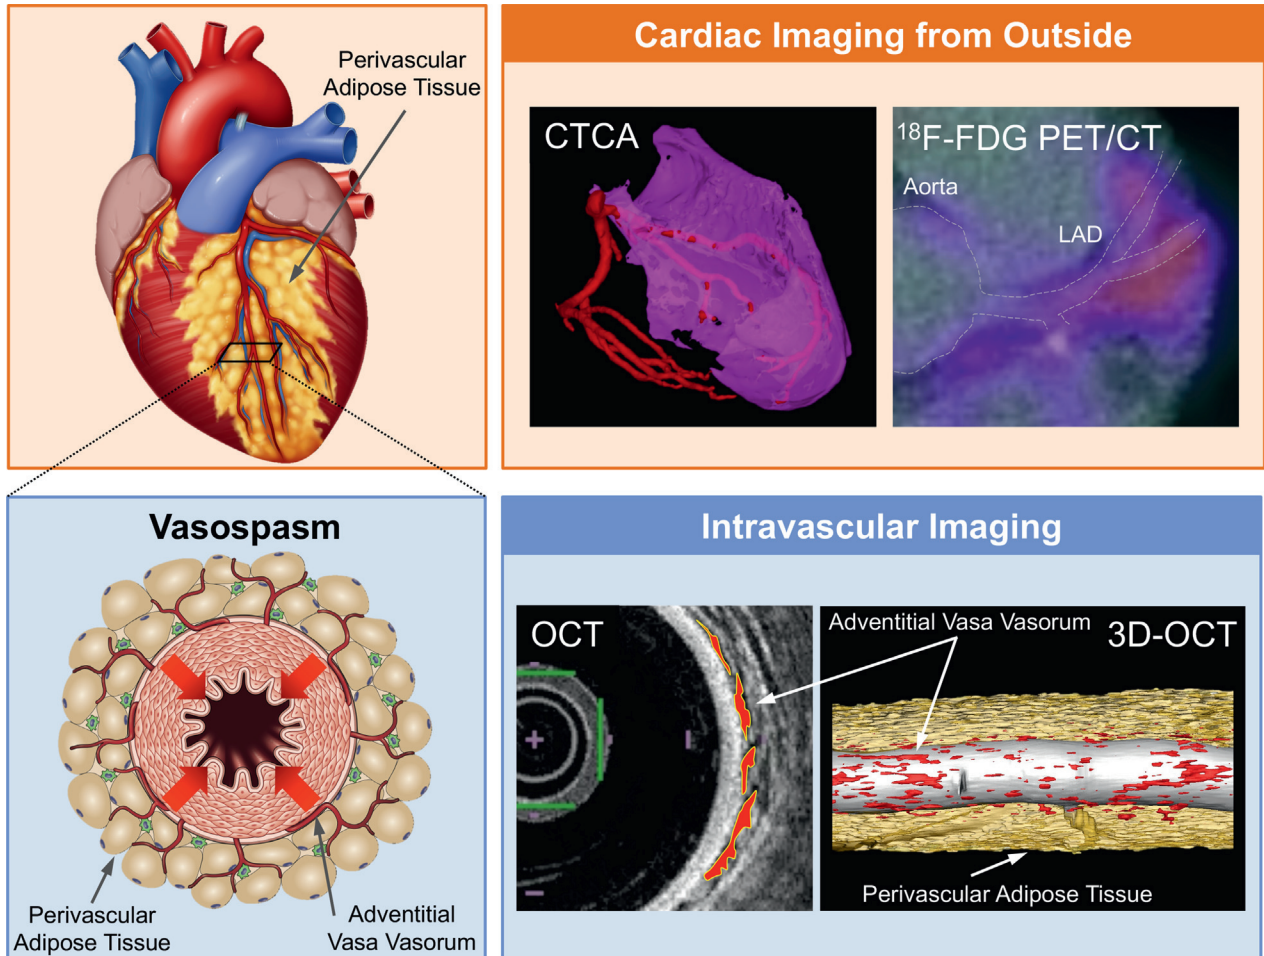 Perivascular
Adipose Tissue
Cardiac Imaging from Outside
CTCA
18F-FDG PET/CT
Aorta
LAD
Vasospasm
Perivascular
Adipose Tissue
Adventitial
Vasa Vasorum
Intravascular Imaging
OCT
Adventitial Vasa Vasorum
3D-OCT
Perivascular Adipose Tissue